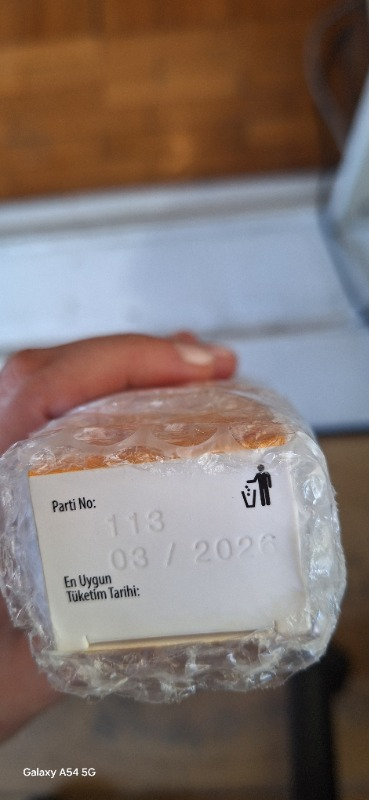 Parti No:
113
03 / 2026
En Uygun
Tüketim Tarihi:
Galaxy A54 5G